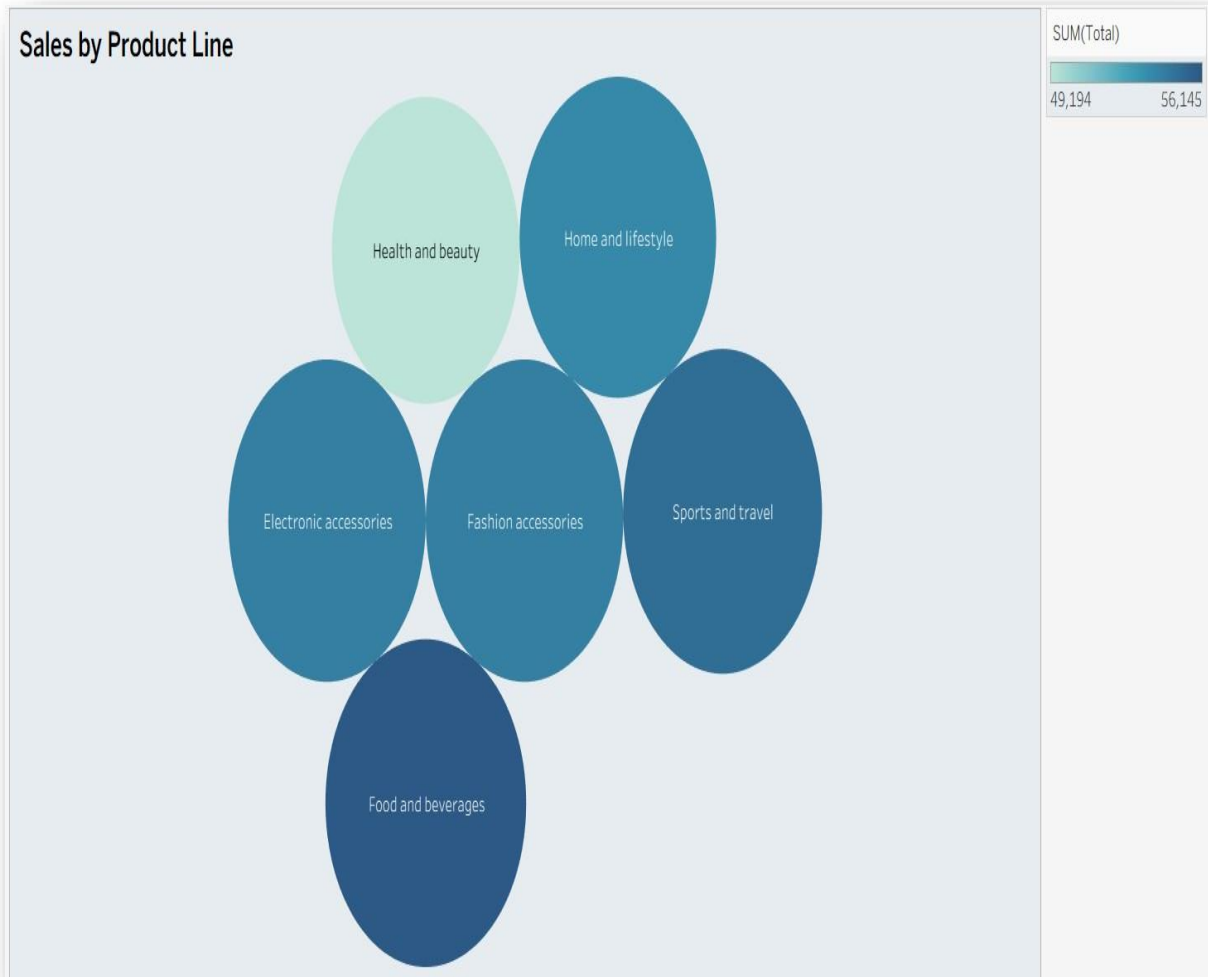 Sales by Product Line
SUM(Total)
49,194 56,145
Health and beauty
Home and lifestyle
Electronic accessories
Fashion accessories
Sports and travel
Food and beverages